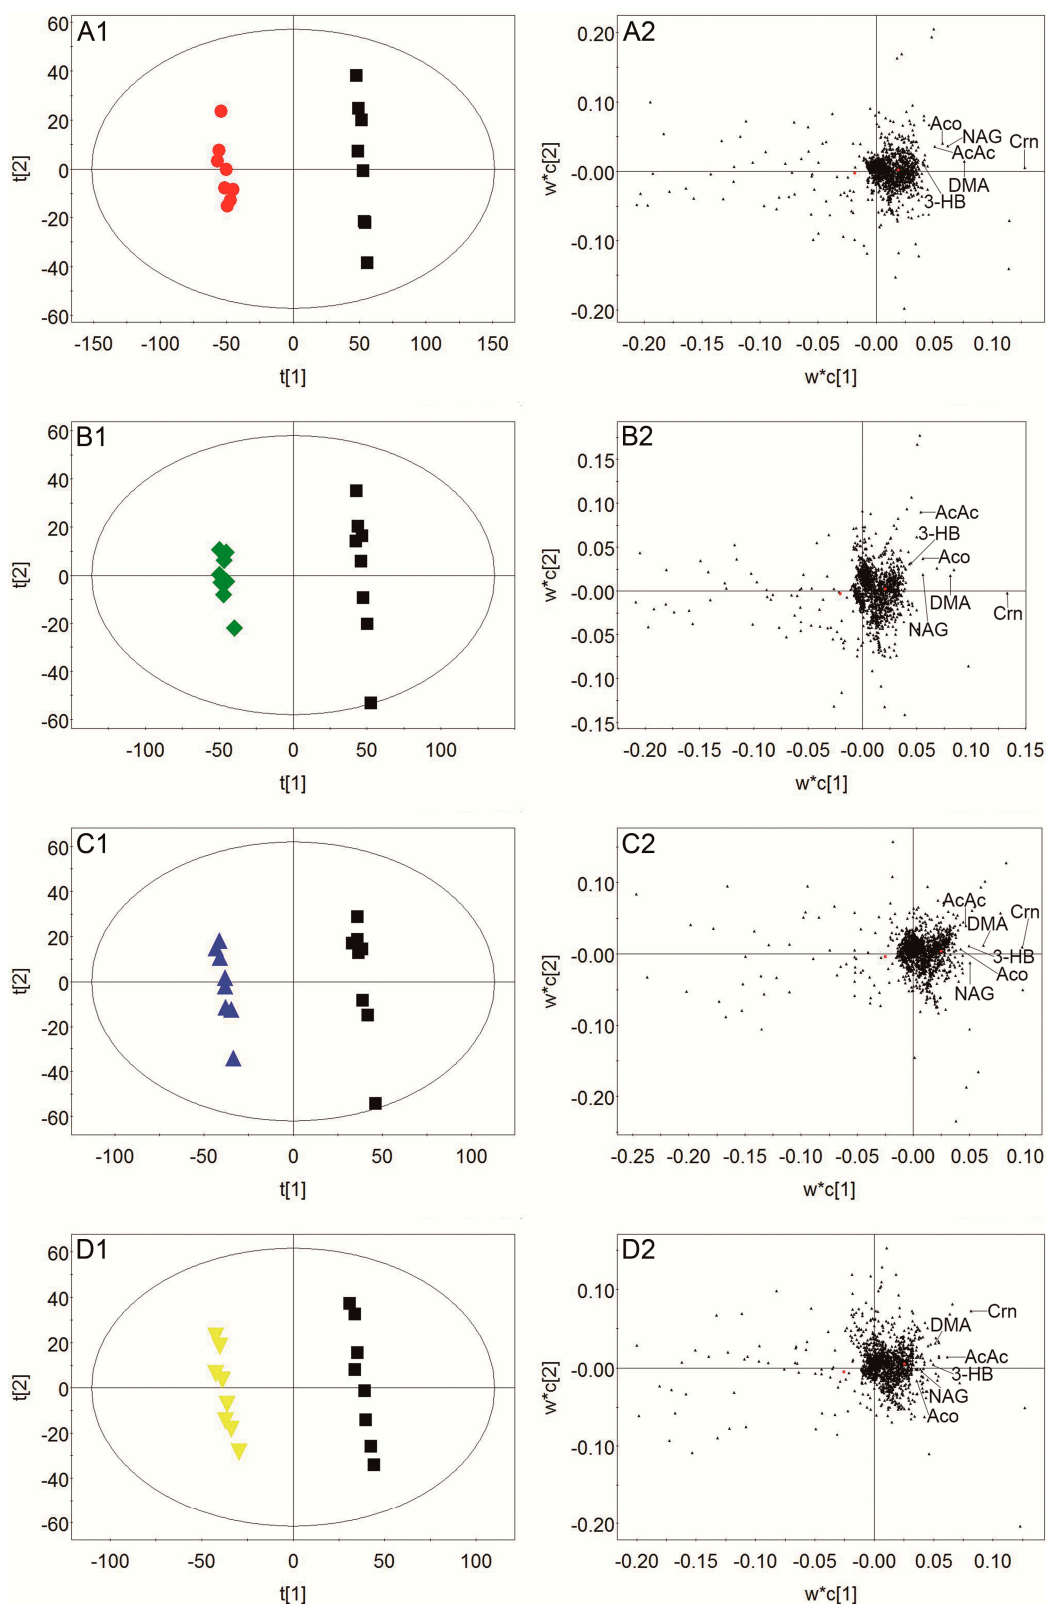 A1
60
40
20
0
-20
-40
-60
t[2]
-150 -100 -50 0 50 100 150
t[1]
A2
0.20
0.10
-0.00
-0.10
-0.20
w*c[2]
Aco
NAG
Crn
AcAc
DMA
3-HB
-0.20 -0.15 -0.10 -0.05 -0.00 0.05 0.10
w*c[1]
B1
60
40
20
0
-20
-40
-60
t[2]
-100 -50 0 50 100
t[1]
B2
0.15
0.10
0.05
-0.00
-0.05
-0.10
-0.15
w*c[2]
AcAc
3-HB
Aco
DMA
Crn
NAG
-0.20 -0.15 -0.10 -0.05 -0.00 0.05 0.10 0.15
w*c[1]
C1
60
40
20
0
-20
-40
-60
t[2]
-100 -50 0 50 100
t[1]
C2
0.10
-0.00
-0.10
-0.20
w*c[2]
AcAc
DMA
Crn
3-HB
Aco
NAG
-0.25 -0.20 -0.15 -0.10 -0.05 -0.00 0.05 0.10
w*c[1]
D1
60
40
20
0
-20
-40
-60
t[2]
-100 -50 0 50 100
t[1]
D2
0.10
-0.00
-0.10
-0.20
w*c[2]
Crn
DMA
AcAc
3-HB
NAG
Aco
-0.20 -0.15 -0.10 -0.05 -0.00 0.05 0.10
w*c[1]